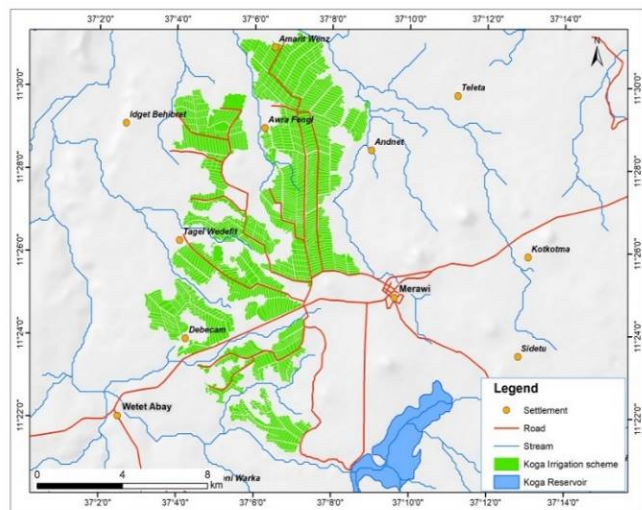 37°2'0" 37°4'0" 37°6'0" 37°8'0" 37°10'0" 37°12'0" 37°14'0"
Amarit Wenz
N
11°30'0" 11°30'0"
Teleta
Idget Behibret
Awra Fengl
Andnet
11°28'0" 11°28'0"
Tagel Wedefit
11°26'0" 11°26'0"
Kotkotma
Merawi
Debecam
11°24'0" 11°24'0"
Sidetu
Wetet Abay
11°22'0" 11°22'0"
Legend
Settlement
Road
Stream
Koga Irrigation scheme
Koga Reservoir
Warka
0 4 8
km
37°2'0" 37°4'0" 37°6'0" 37°8'0" 37°10'0" 37°12'0" 37°14'0"